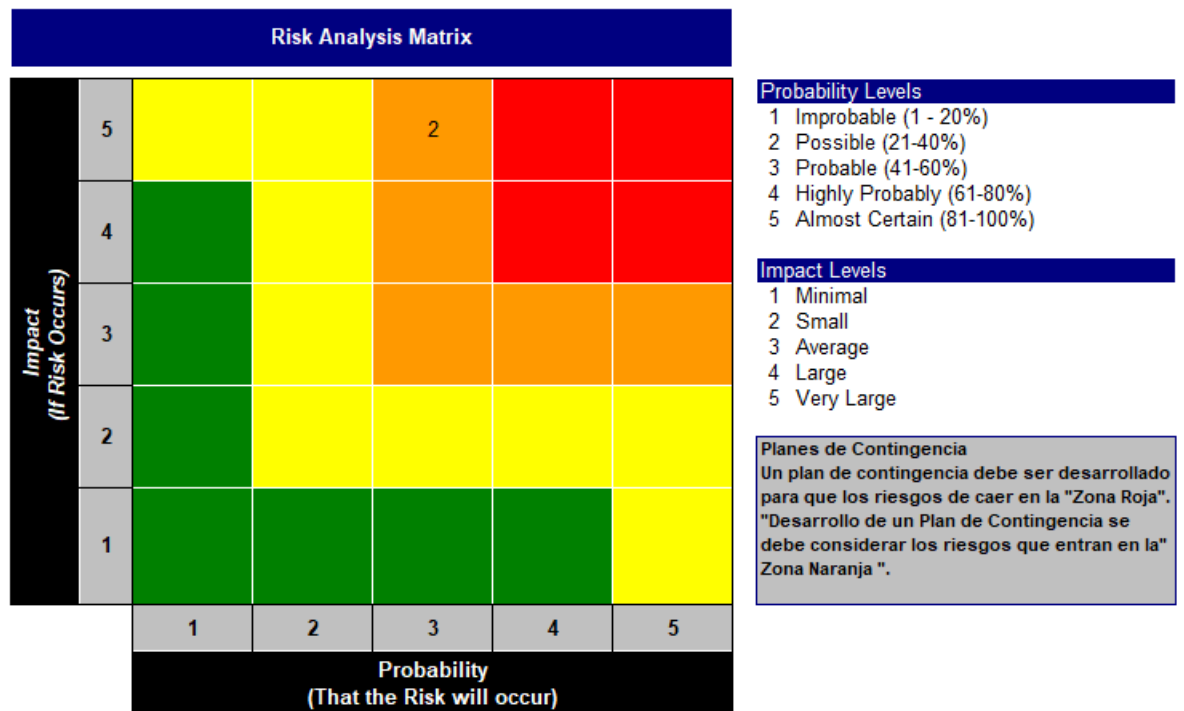 Risk Analysis Matrix
Impact
(If Risk Occurs)
5
2
4
3
2
1
1 2 3 4 5
Probability
(That the Risk will occur)
Probability Levels
1 Improbable (1 - 20%)
2 Possible (21-40%)
3 Probable (41-60%)
4 Highly Probably (61-80%)
5 Almost Certain (81-100%)
Impact Levels
1 Minimal
2 Small
3 Average
4 Large
5 Very Large
Planes de Contingencia
Un plan de contingencia debe ser desarrollado
para que los riesgos de caer en la "Zona Roja".
"Desarrollo de un Plan de Contingencia se
debe considerar los riesgos que entran en la"
Zona Naranja ".